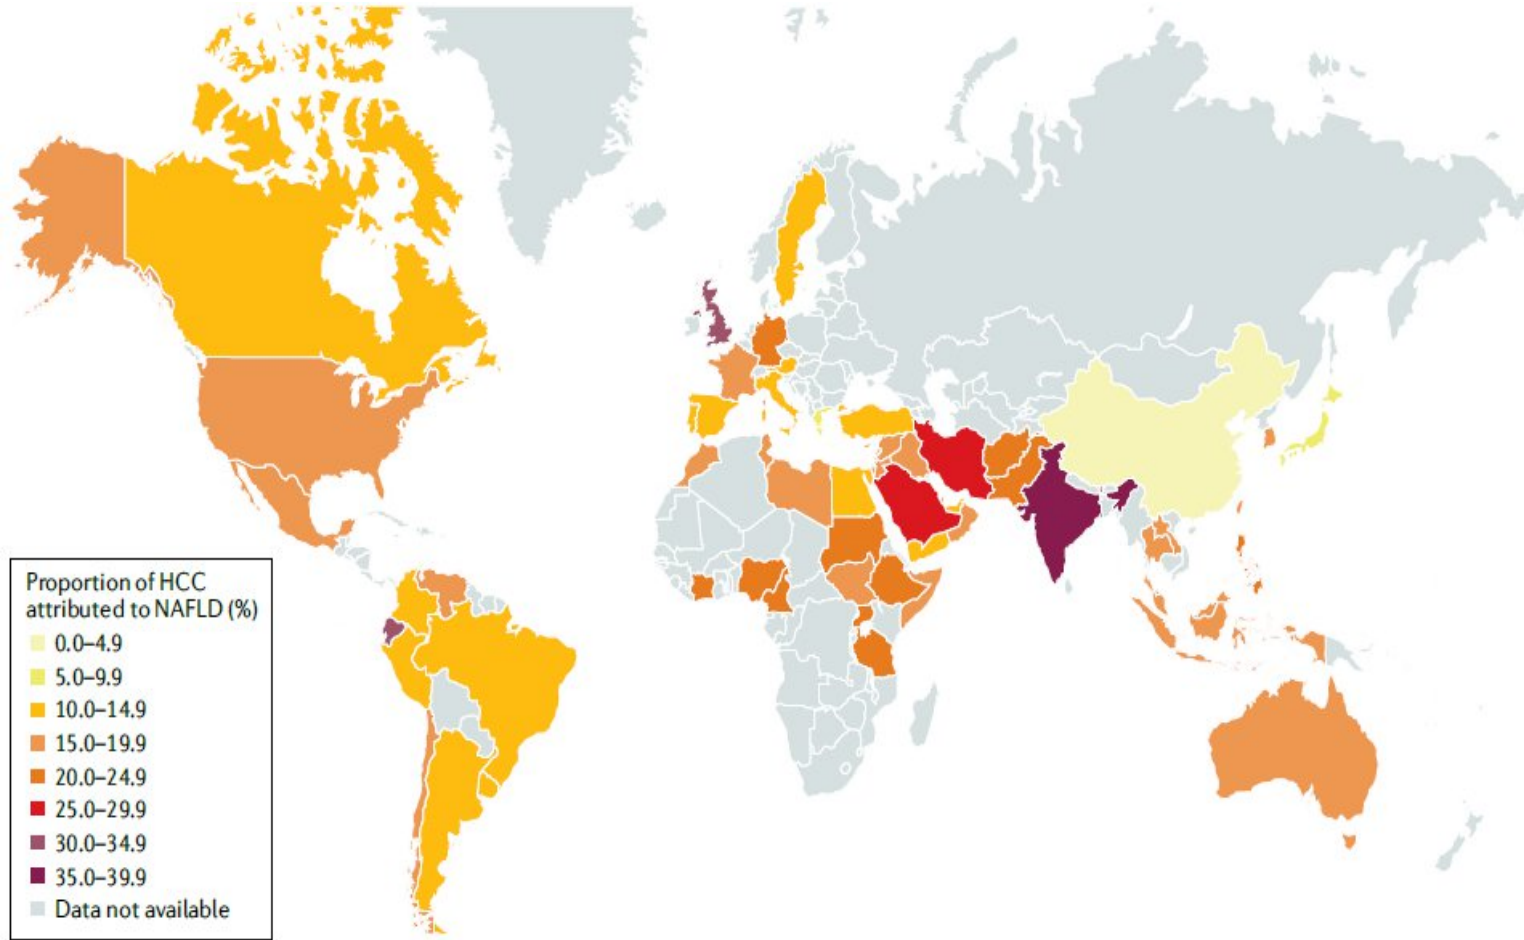 Proportion of HCC
attributed to NAFLD (%)
0.0–4.9
5.0–9.9
10.0–14.9
15.0–19.9
20.0–24.9
25.0–29.9
30.0–34.9
35.0–39.9
Data not available